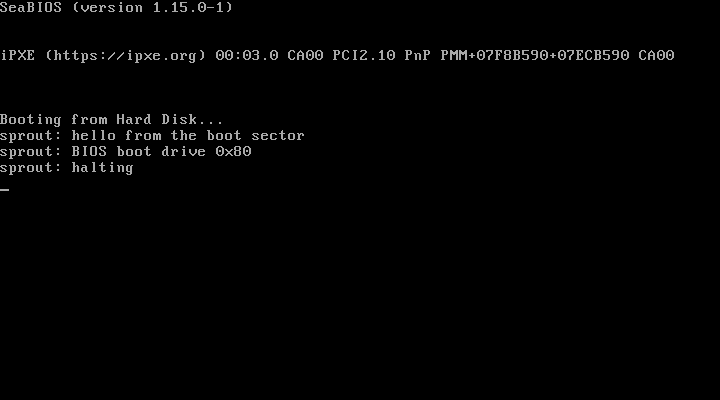 SeaBIOS (version 1.15.0-1)
iPXE (https://ipxe.org) 00:03.0 CA00 PCI2.10 PnP PMM+07F8B590+07ECB590 CA00
Booting from Hard Disk...
sprout: hello from the boot sector
sprout: BIOS boot drive 0x80
sprout: halting